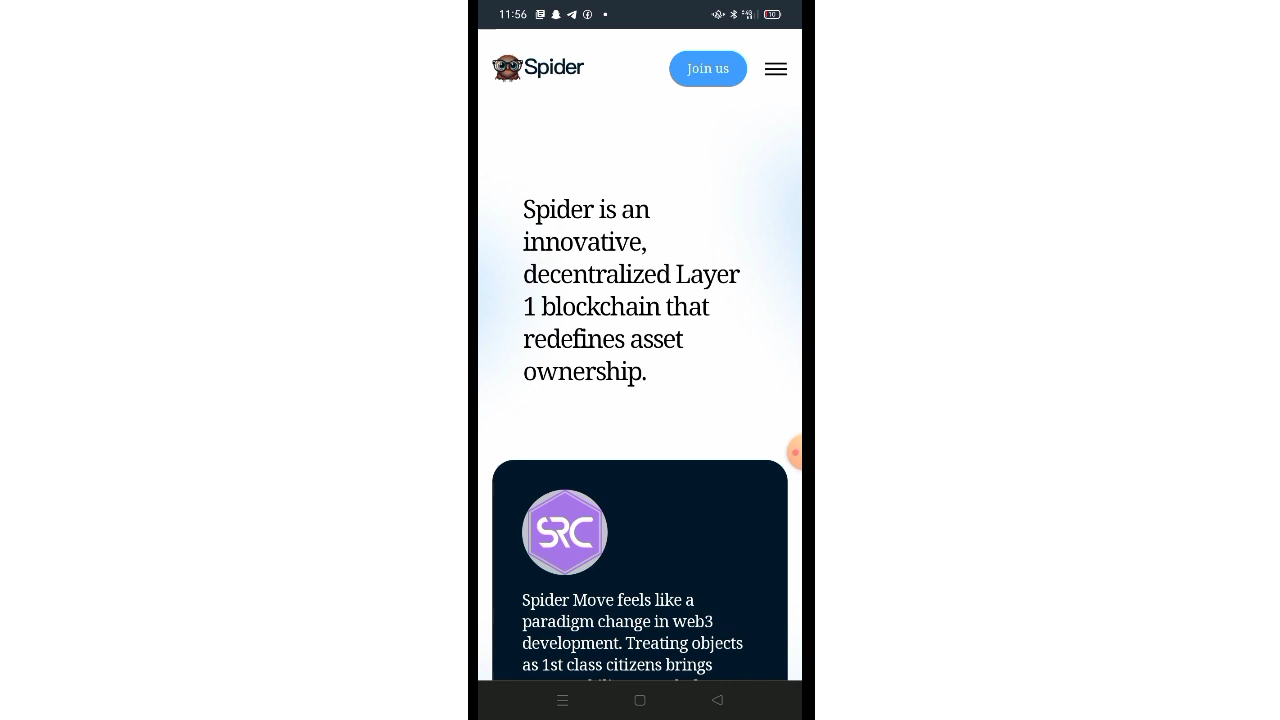 11:56
10
Spider
Join us
Spider is an
innovative,
decentralized Layer
1 blockchain that
redefines asset
ownership.
SRC
Spider Move feels like a
paradigm change in web3
development. Treating objects
as 1st class citizens brings